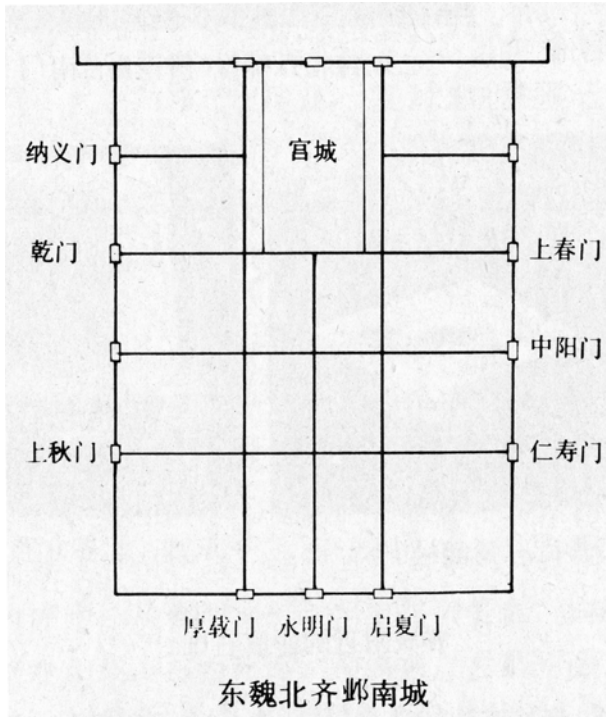 纳义门
宫城
乾门
上春门
中阳门
上秋门
仁寿门
厚载门 永明门 启夏门
东魏北齐邺南城